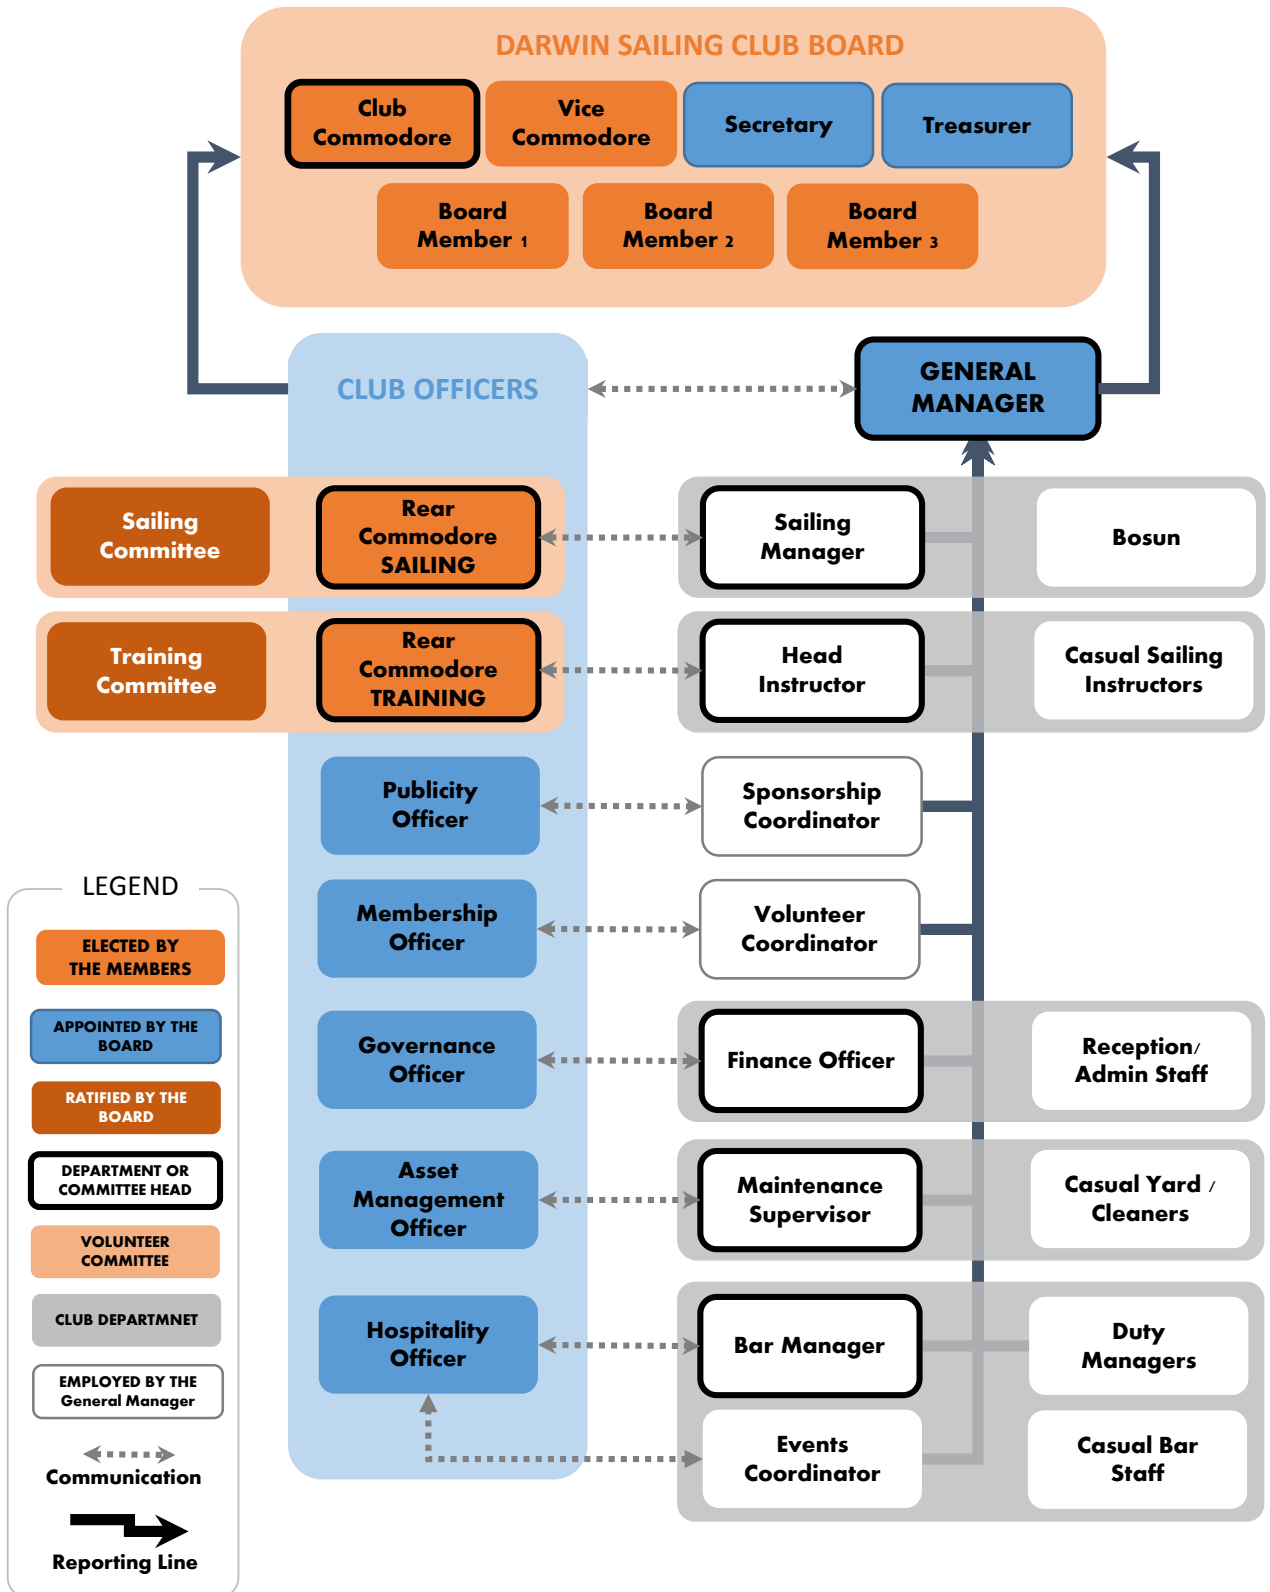 DARWIN SAILING CLUB BOARD
Club
Commodore
Vice
Commodore
Secretary
Treasurer
Board
Member 1
Board
Member 2
Board
Member 3
CLUB OFFICERS
GENERAL
MANAGER
Sailing
Committee
Rear
Commodore
SAILING
Sailing
Manager
Bosun
Training
Committee
Rear
Commodore
TRAINING
Head
Instructor
Casual Sailing
Instructors
Publicity
Officer
Sponsorship
Coordinator
Membership
Officer
Volunteer
Coordinator
Governance
Officer
Finance Officer
Reception/
Admin Staff
Asset
Management
Officer
Maintenance
Supervisor
Casual Yard /
Cleaners
Hospitality
Officer
Bar Manager
Duty
Managers
Events
Coordinator
Casual Bar
Staff
LEGEND
ELECTED BY
THE MEMBERS
APPOINTED BY THE
BOARD
RATIFIED BY THE
BOARD
DEPARTMENT OR
COMMITTEE HEAD
VOLUNTEER
COMMITTEE
CLUB DEPARTMNET
EMPLOYED BY THE
General Manager
Communication
Reporting Line